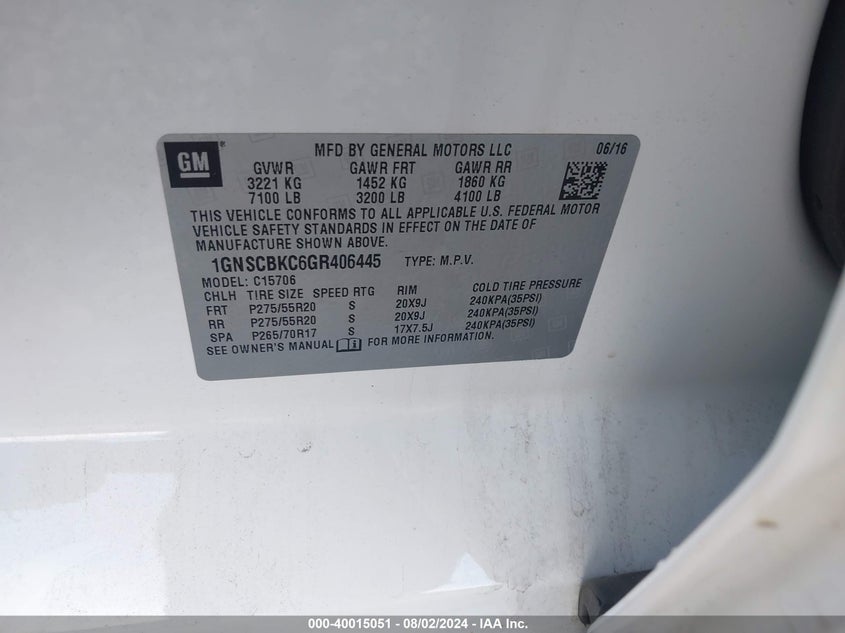 GM ®
MFD BY GENERAL MOTORS LLC 06/16
GVWR GAWR FRT GAWR RR
3221 KG 1452 KG 1860 KG
7100 LB 3200 LB 4100 LB
THIS VEHICLE CONFORMS TO ALL APPLICABLE U.S. FEDERAL MOTOR
VEHICLE SAFETY STANDARDS IN EFFECT ON THE DATE OF
MANUFACTURE SHOWN ABOVE.
1GNSCBKC6GR406445 TYPE: M.P.V.
MODEL: C15706
CHLH TIRE SIZE SPEED RTG RIM COLD TIRE PRESSURE
FRT P275/55R20 S 20X9J 240KPA(35PSI)
RR P275/55R20 S 20X9J 240KPA(35PSI)
SPA P265/70R17 S 17X7.5J 240KPA(35PSI)
SEE OWNER'S MANUAL FOR MORE INFORMATION.
000-40015051 - 08/02/2024 - IAA Inc.